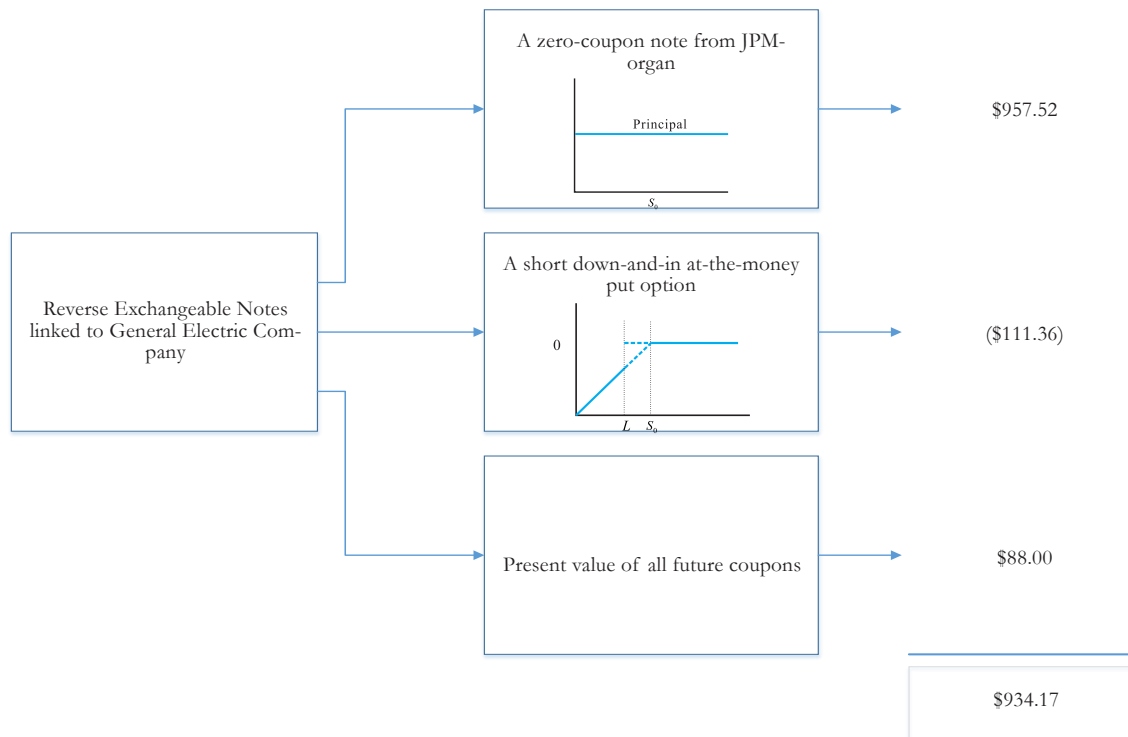 A zero-coupon note from JPM-
organ
Principal
S₀
$957.52
Reverse Exchangeable Notes
linked to General Electric Com-
pany
A short down-and-in at-the-money
put option
0
L S₀
($111.36)
Present value of all future coupons
$88.00
$934.17